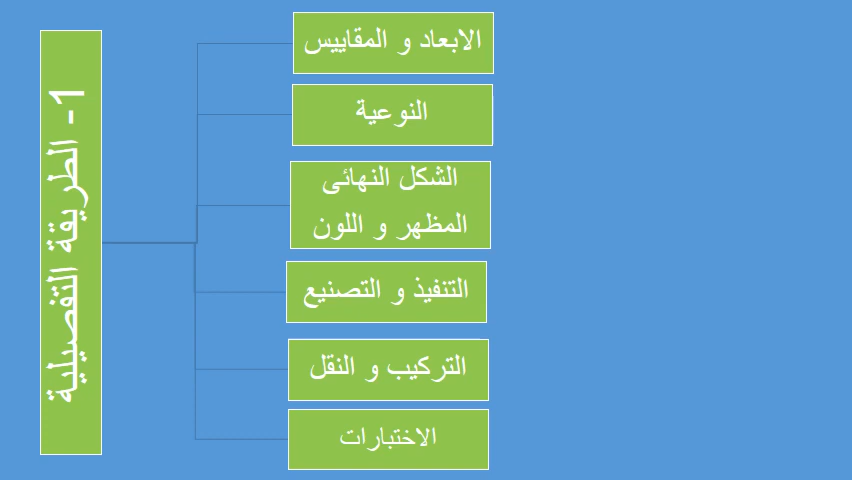 1- الطريقة التفصيلية
الابعاد و المقاييس
النوعية
الشكل النهائى
المظهر و اللون
التنفيذ و التصنيع
التركيب و النقل
الاختبارات